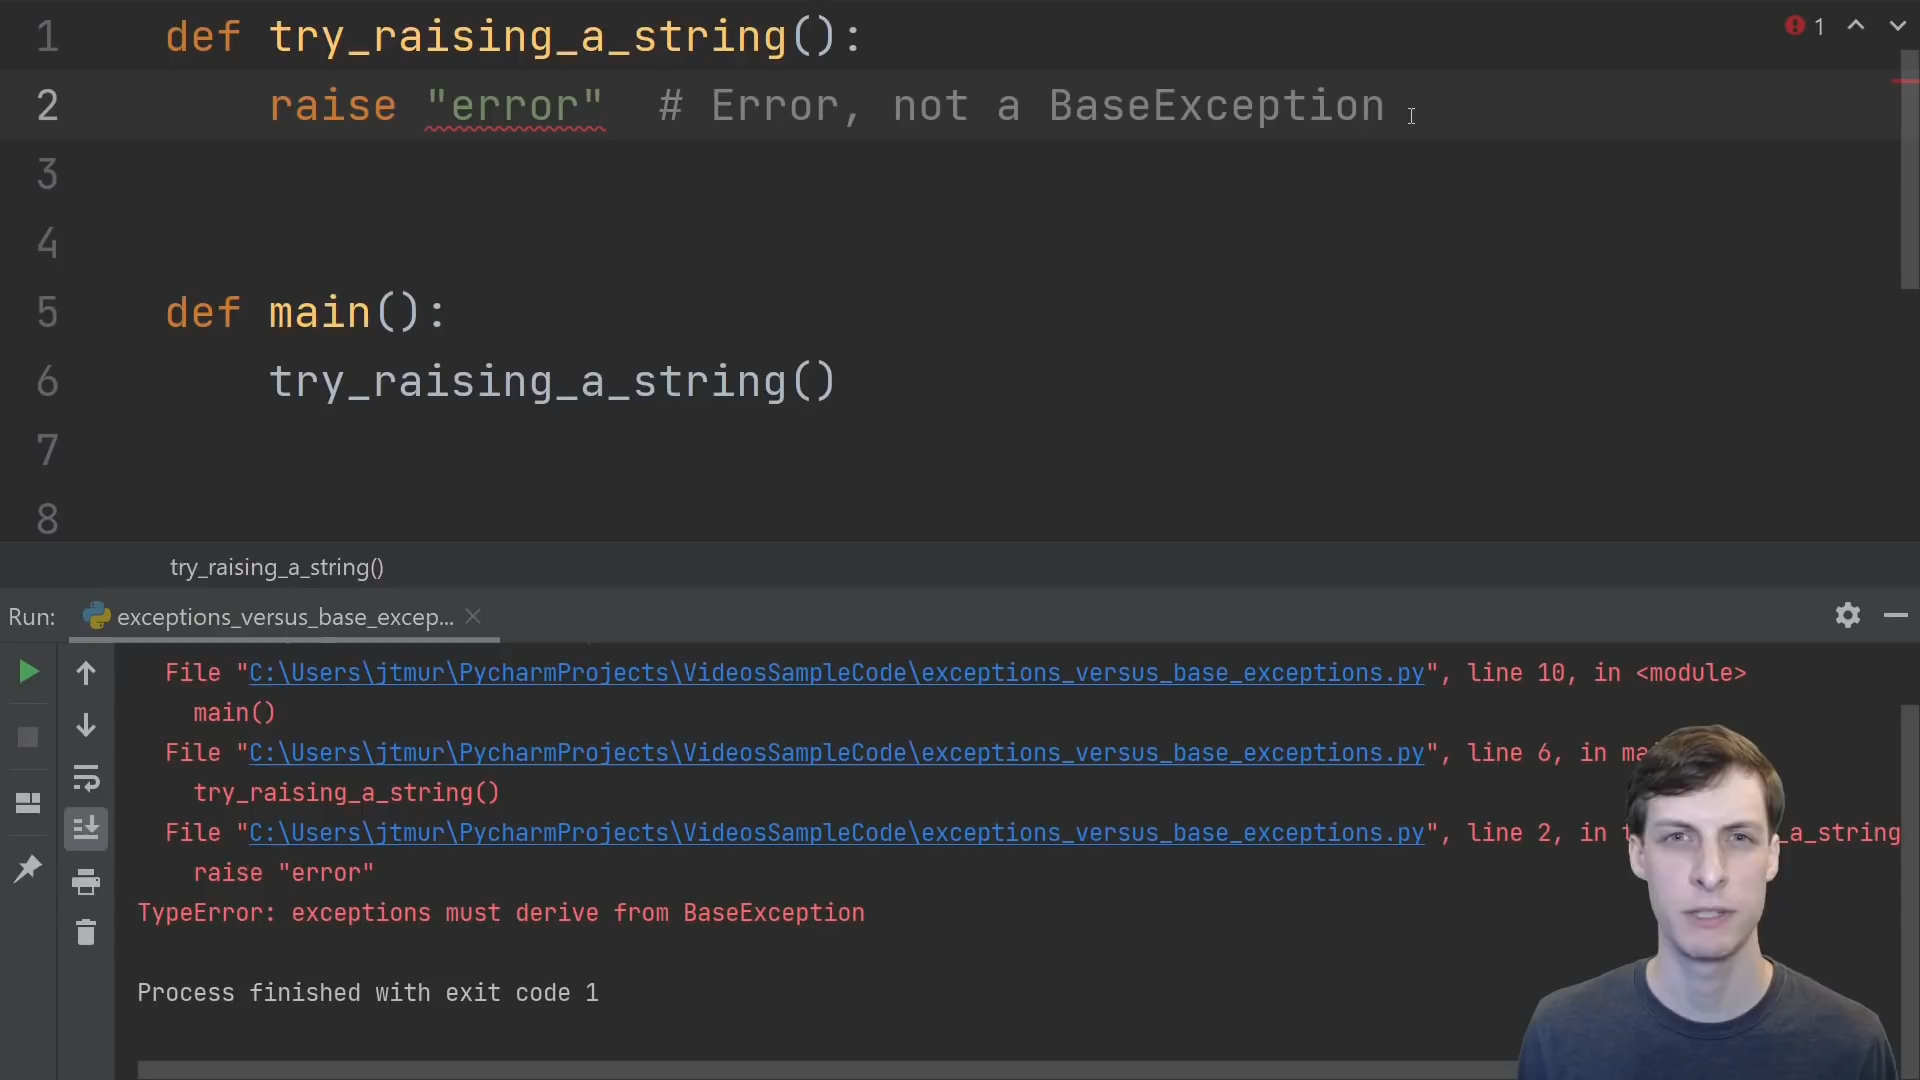 1 def try_raising_a_string():
1
2 raise "error" # Error, not a BaseException
3
4
5 def main():
6 try_raising_a_string()
7
8
try_raising_a_string()
Run: exceptions_versus_base_excep...
File "C:\Users\jtmur\PycharmProjects\VideosSampleCode\exceptions_versus_base_exceptions.py", line 10, in <module>
main()
File "C:\Users\jtmur\PycharmProjects\VideosSampleCode\exceptions_versus_base_exceptions.py", line 6, in
try_raising_a_string()
File "C:\Users\jtmur\PycharmProjects\VideosSampleCode\exceptions_versus_base_exceptions.py", line 2, in _a_string
raise "error"
TypeError: exceptions must derive from BaseException
Process finished with exit code 1